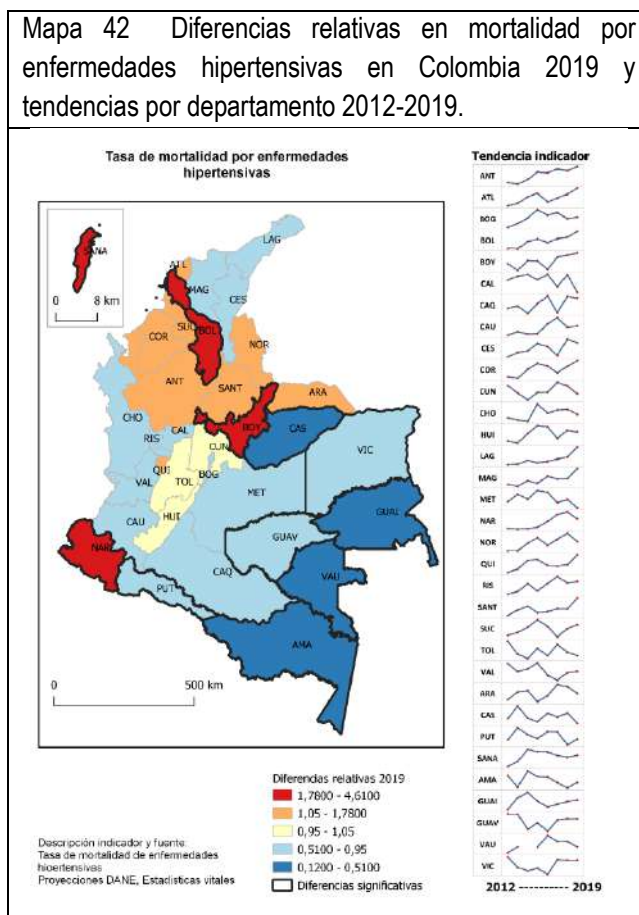 Mapa 42 Diferencias relativas en mortalidad por
enfermedades hipertensivas en Colombia 2019 y
tendencias por departamento 2012-2019.
Tasa de mortalidad por enfermedades
hipertensivas
SANA
0 8 km
LAG
ATL
MAG
CES
SUC
BOL
COR
NOR
ANT
SANT
ARA
CHO
CAL
BOY
CAS
RIS
CUN
VIC
QUI
BOG
VAL
TOL
MET
GUAI
CAU
HUI
GUAV
NAR
VAU
CAQ
PUT
AMA
0 500 km
Diferencias relativas 2019
1,7800 - 4,6100
1,05 - 1,7800
0,95 - 1,05
0,5100 - 0,95
0,1200 - 0,5100
Diferencias significativas
Descripción indicador y fuente:
Tasa de mortalidad de enfermedades
hioertensivas
Proyecciones DANE, Estadisticas vitales
Tendencia indicador
ANT
ATL
BOG
BOL
BOY
CAL
CAQ
CAU
CES
COR
CUN
CHO
HUI
LAG
MAG
MET
NAR
NOR
QUI
RIS
SANT
SUC
TOL
VAL
ARA
CAS
PUT
SANA
AMA
GUAI
GUAV
VAU
VIC
2012 ---------- 2019